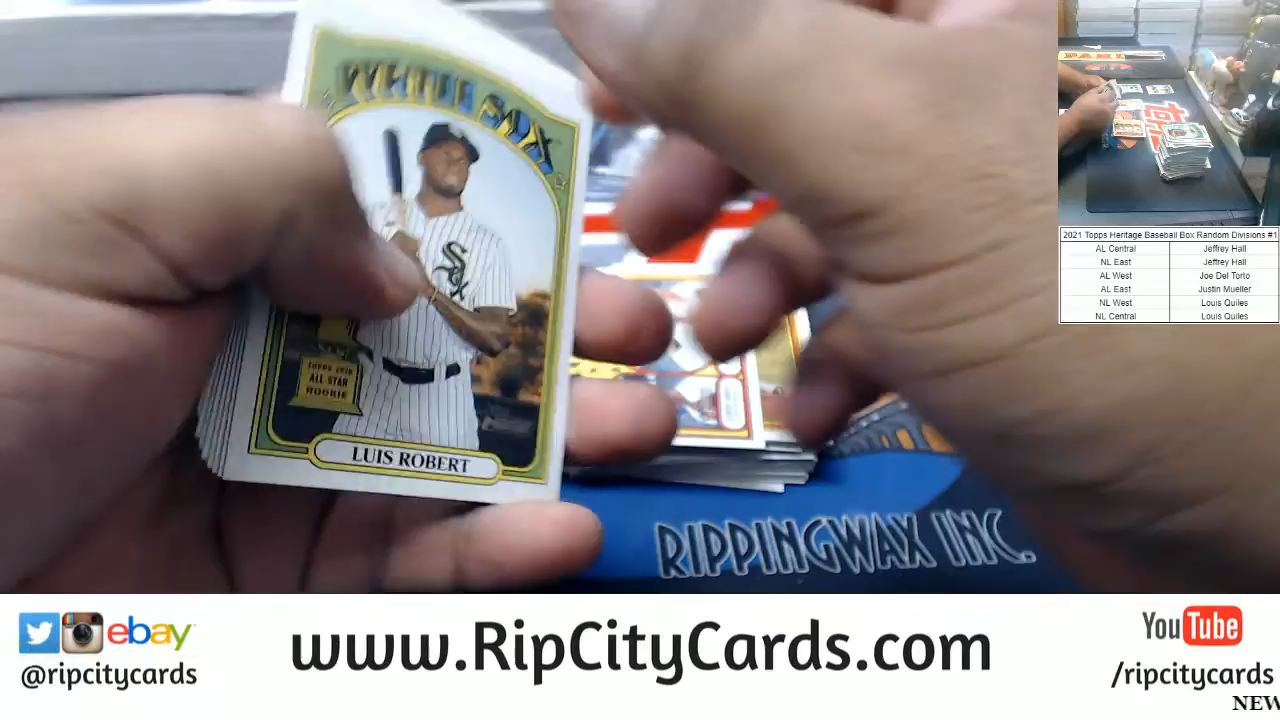 WHITE SOX
Sox
TOPPS 2020
ALL-STAR
ROOKIE
LUIS ROBERT
RIPPINGWAX INC.
PANINI
2021 Topps Heritage Baseball Box Random Divisions #1
AL Central Jeffrey Hall
NL East Jeffrey Hall
AL West Joe Del Torto
AL East Justin Mueller
NL West Louis Quiles
NL Central Louis Quiles
ebay
@ripcitycards
www.RipCityCards.com
YouTube
/ripcitycards
NEW